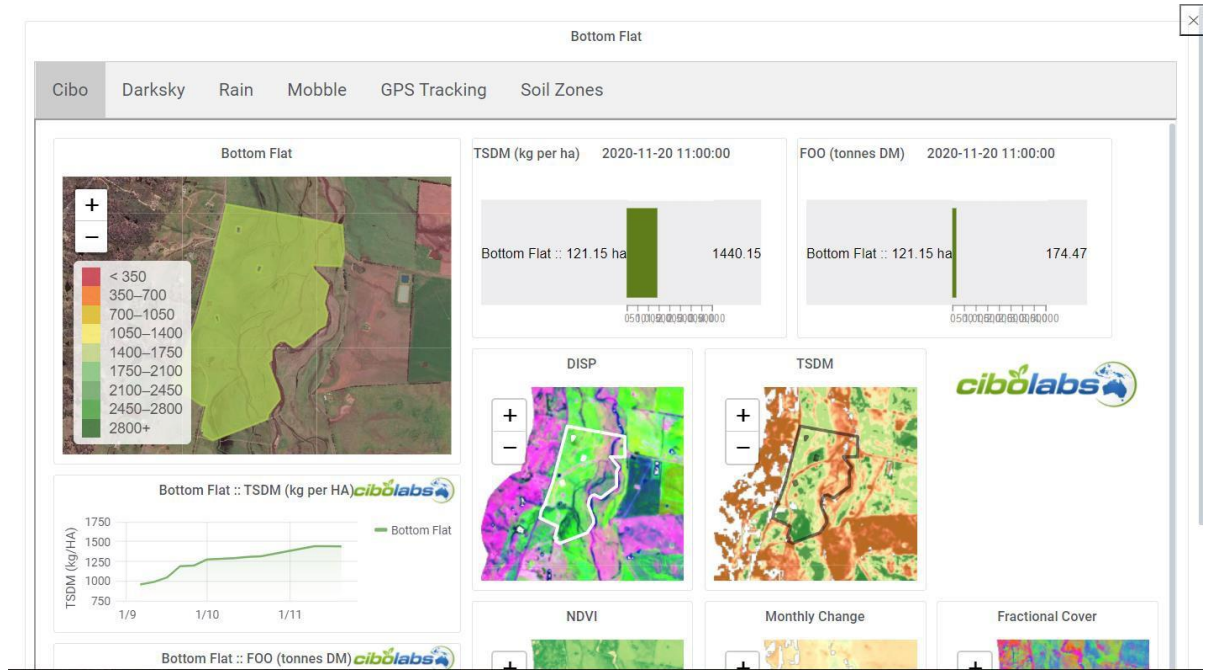 Bottom Flat
Cibo
Darksky
Rain
Mobble
GPS Tracking
Soil Zones
Bottom Flat
+
−
< 350
350–700
700–1050
1050–1400
1400–1750
1750–2100
2100–2450
2450–2800
2800+
TSDM (kg per ha) 2020-11-20 11:00:00
Bottom Flat :: 121.15 ha 1440.15
FOO (tonnes DM) 2020-11-20 11:00:00
Bottom Flat :: 121.15 ha 174.47
DISP
+
−
TSDM
+
−
cibolabs
Bottom Flat :: TSDM (kg per HA)
cibolabs
TSDM (kg/HA)
1750
1500
1250
1000
750
1/9
1/10
1/11
Bottom Flat
Bottom Flat :: FOO (tonnes DM)
cibolabs
NDVI
+
Monthly Change
+
Fractional Cover
+